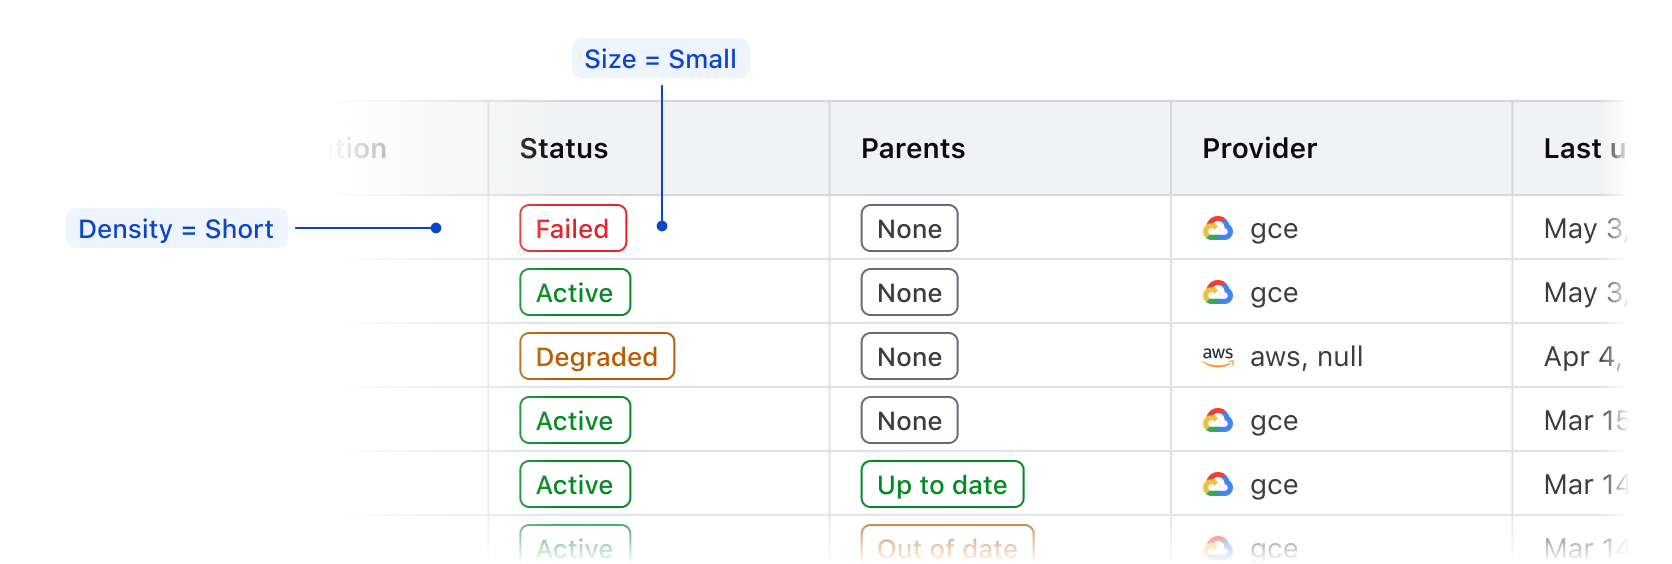 Size = Small
Status Parents Provider Last
Density = Short Failed None gce May 3,
Active None gce May 3,
Degraded None aws aws, null Apr 4,
Active None gce Mar 15
Active Up to date gce Mar 14
Active Out of date gce Mar 14